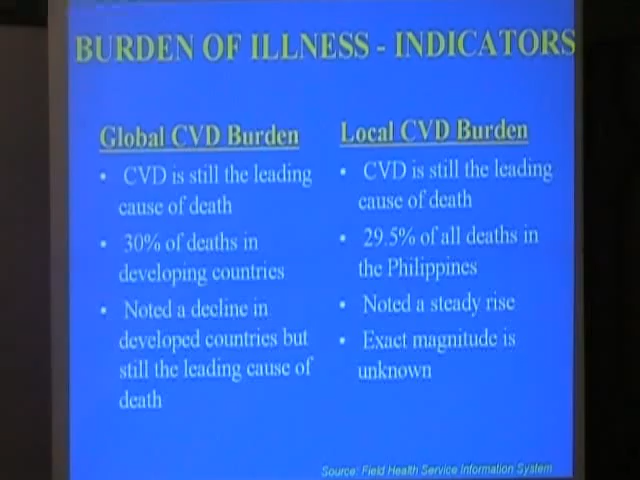 BURDEN OF ILLNESS - INDICATORS
Global CVD Burden
• CVD is still the leading
cause of death
• 30% of deaths in
developing countries
• Noted a decline in
developed countries but
still the leading cause of
death
Local CVD Burden
• CVD is still the leading
cause of death
• 29.5% of all deaths in
the Philippines
• Noted a steady rise
• Exact magnitude is
unknown
Source: Field Health Service Information System